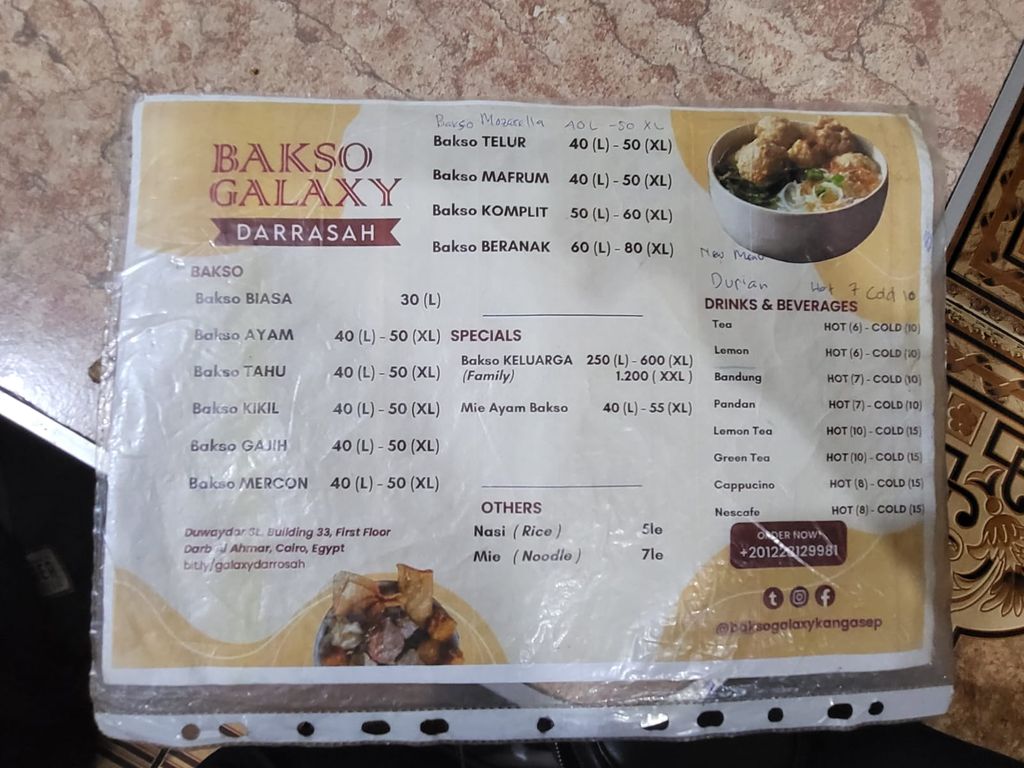 BAKSO
GALAXY
DARRASAH
BAKSO
Bakso BIASA 30 (L)
Bakso AYAM 40 (L) - 50 (XL)
Bakso TAHU 40 (L) - 50 (XL)
Bakso KIKIL 40 (L) - 50 (XL)
Bakso GAJIH 40 (L) - 50 (XL)
Bakso MERCON 40 (L) - 50 (XL)
Duwaydar St, Building 33, First Floor
Ahmar, Cairo, Egypt
bit.ly/galaxydarrosah
Bakso Mozarella 40 L - 50 XL
Bakso TELUR 40 (L) - 50 (XL)
Bakso MAFRUM 40 (L) - 50 (XL)
Bakso KOMPLIT 50 (L) - 60 (XL)
Bakso BERANAK 60 (L) - 80 (XL)
SPECIALS
Bakso KELUARGA 250 (L) - 600 (XL)
(Family) 1.200 ( XXL )
Mie Ayam Bakso 40 (L) - 55 (XL)
OTHERS
Nasi ( Rice ) 5le
Mie ( Noodle ) 7le
New Menu
Durian Hot 7 Cold 10
DRINKS & BEVERAGES
Tea HOT (6) - COLD (10)
Lemon HOT (6) - COLD (10)
Bandung HOT (7) - COLD (10)
Pandan HOT (7) - COLD (10)
Lemon Tea HOT (10) - COLD (15)
Green Tea HOT (10) - COLD (15)
Cappucino HOT (8) - COLD (15)
Nescafe HOT (8) - COLD (15)
ORDER NOW!
+201228129981
@baksogalaxykangasep